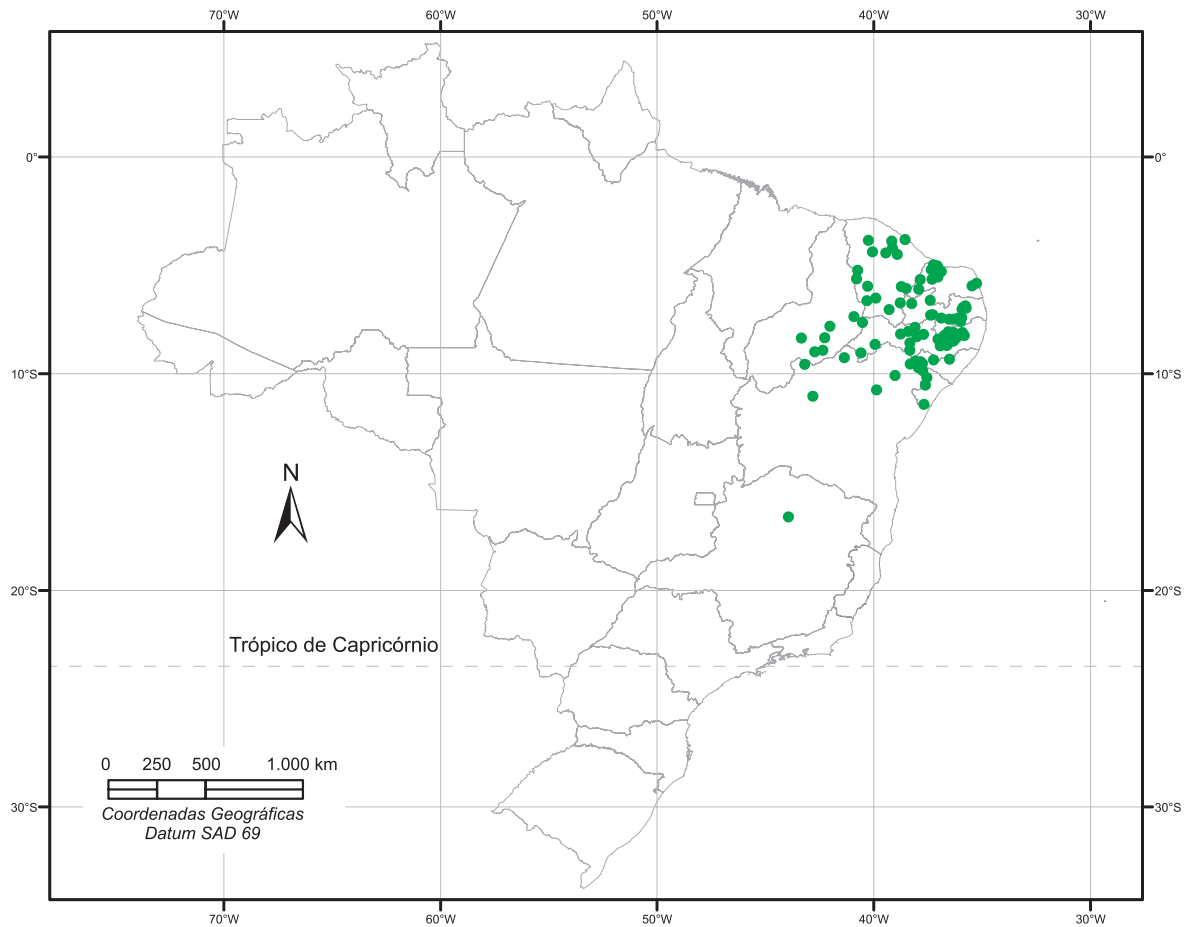 70°W 60°W 50°W 40°W 30°W
0° 0°
10°S 10°S
N
20°S 20°S
Trópico de Capricórnio
0 250 500 1.000 km
Coordenadas Geográficas
Datum SAD 69
30°S 30°S
70°W 60°W 50°W 40°W 30°W